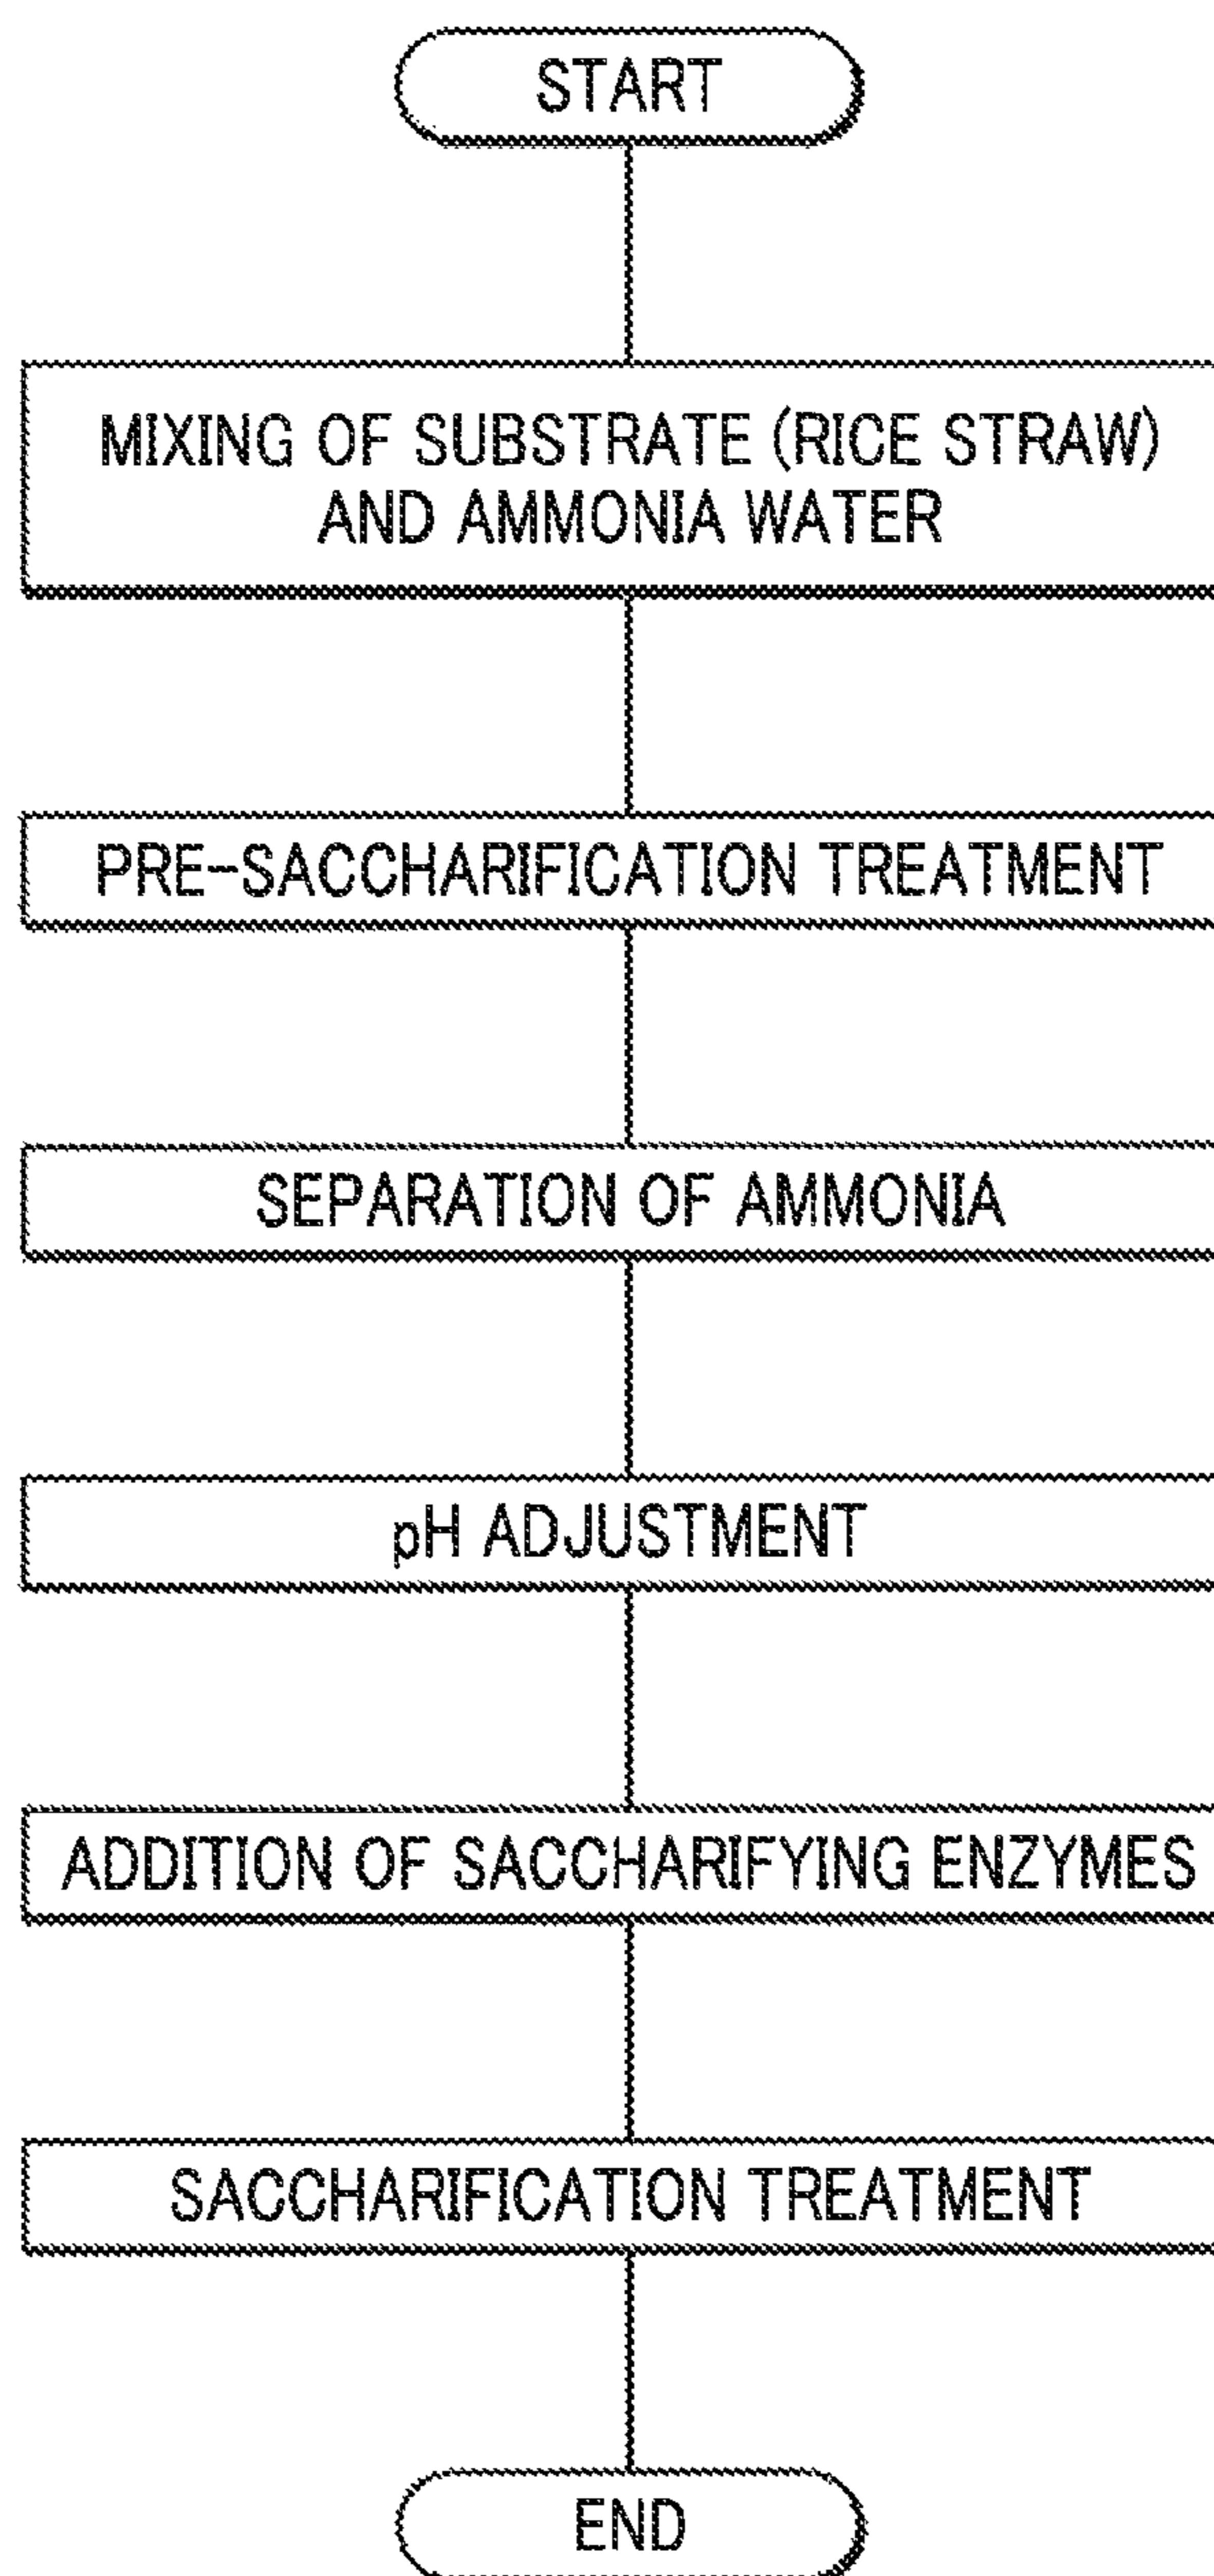 START
MIXING OF SUBSTRATE (RICE STRAW)
AND AMMONIA WATER
PRE-SACCHARIFICATION TREATMENT
SEPARATION OF AMMONIA
pH ADJUSTMENT
ADDITION OF SACCHARIFYING ENZYMES
SACCHARIFICATION TREATMENT
END